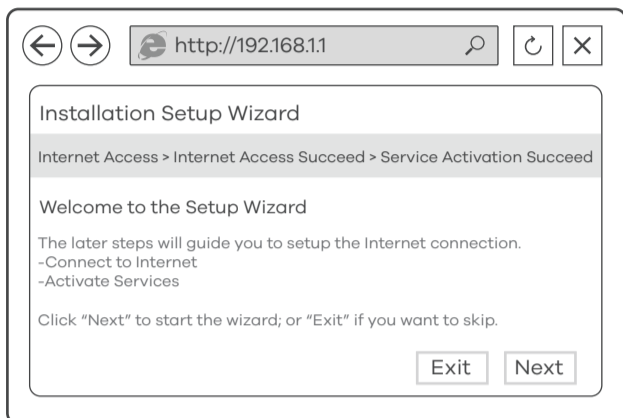 http://192.168.1.1
Installation Setup Wizard
Internet Access > Internet Access Succeed > Service Activation Succeed
Welcome to the Setup Wizard
The later steps will guide you to setup the Internet connection.
-Connect to Internet
-Activate Services
Click “Next” to start the wizard; or “Exit” if you want to skip.
Exit Next